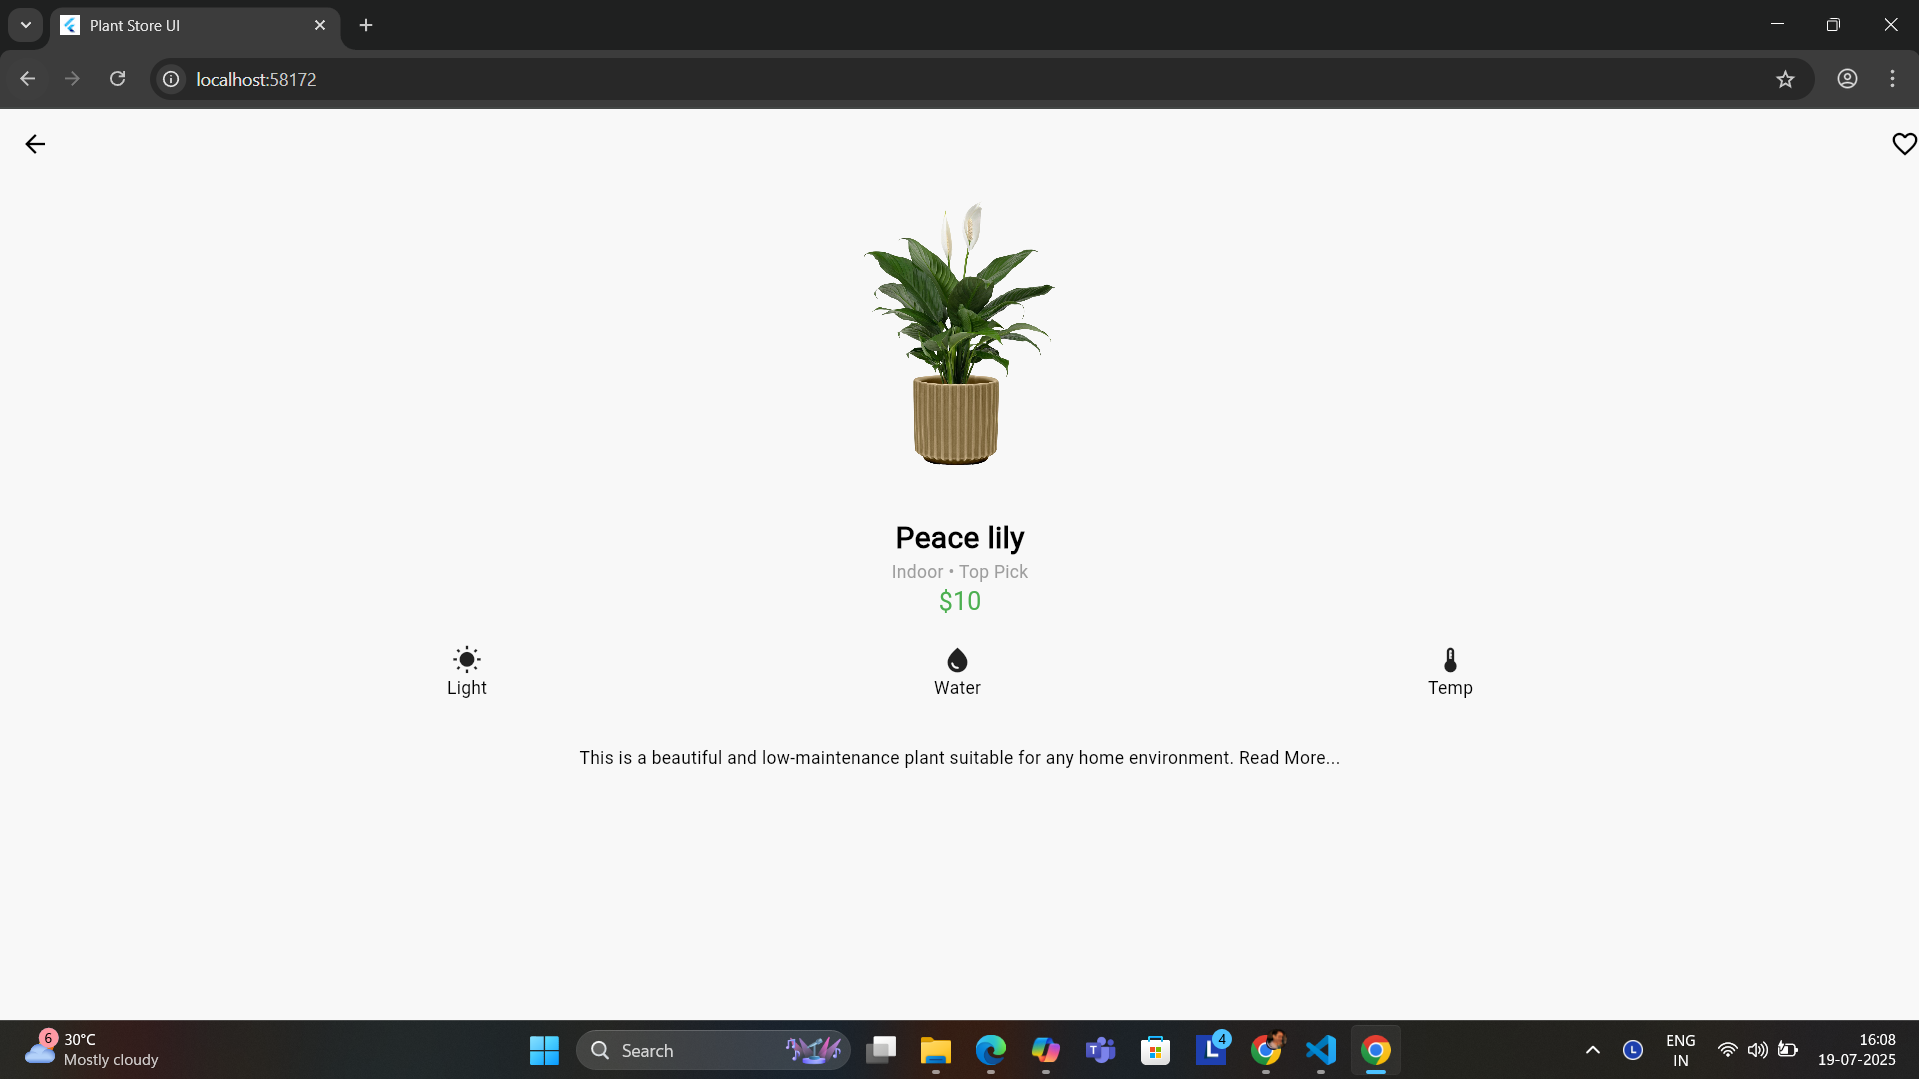 Plant Store UI
localhost:58172
Peace lily
Indoor • Top Pick
$10
Light
Water
Temp
This is a beautiful and low-maintenance plant suitable for any home environment. Read More...
6
30°C
Mostly cloudy
Search
T
L
4
L
ENG
IN
16:08
19-07-2025